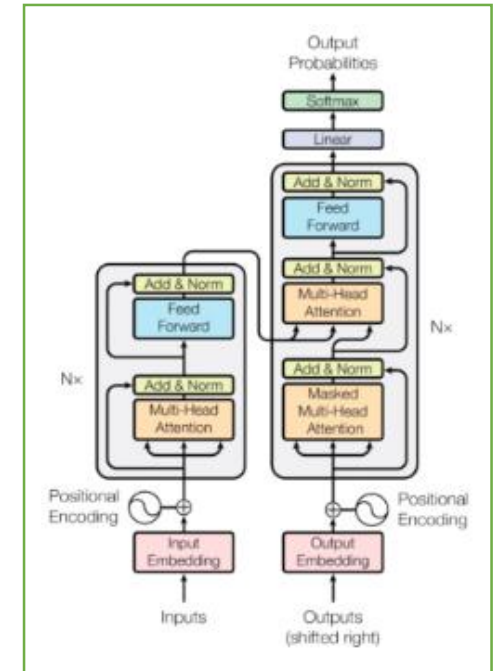 Output
Probabilities
Softmax
Linear
Add & Norm
Feed
Forward
Add & Norm
Multi-Head
Attention
Add & Norm
Masked
Multi-Head
Attention
Nx
Add & Norm
Feed
Forward
Add & Norm
Multi-Head
Attention
Nx
Positional
Encoding
Positional
Encoding
Input
Embedding
Output
Embedding
Inputs
Outputs
(shifted right)